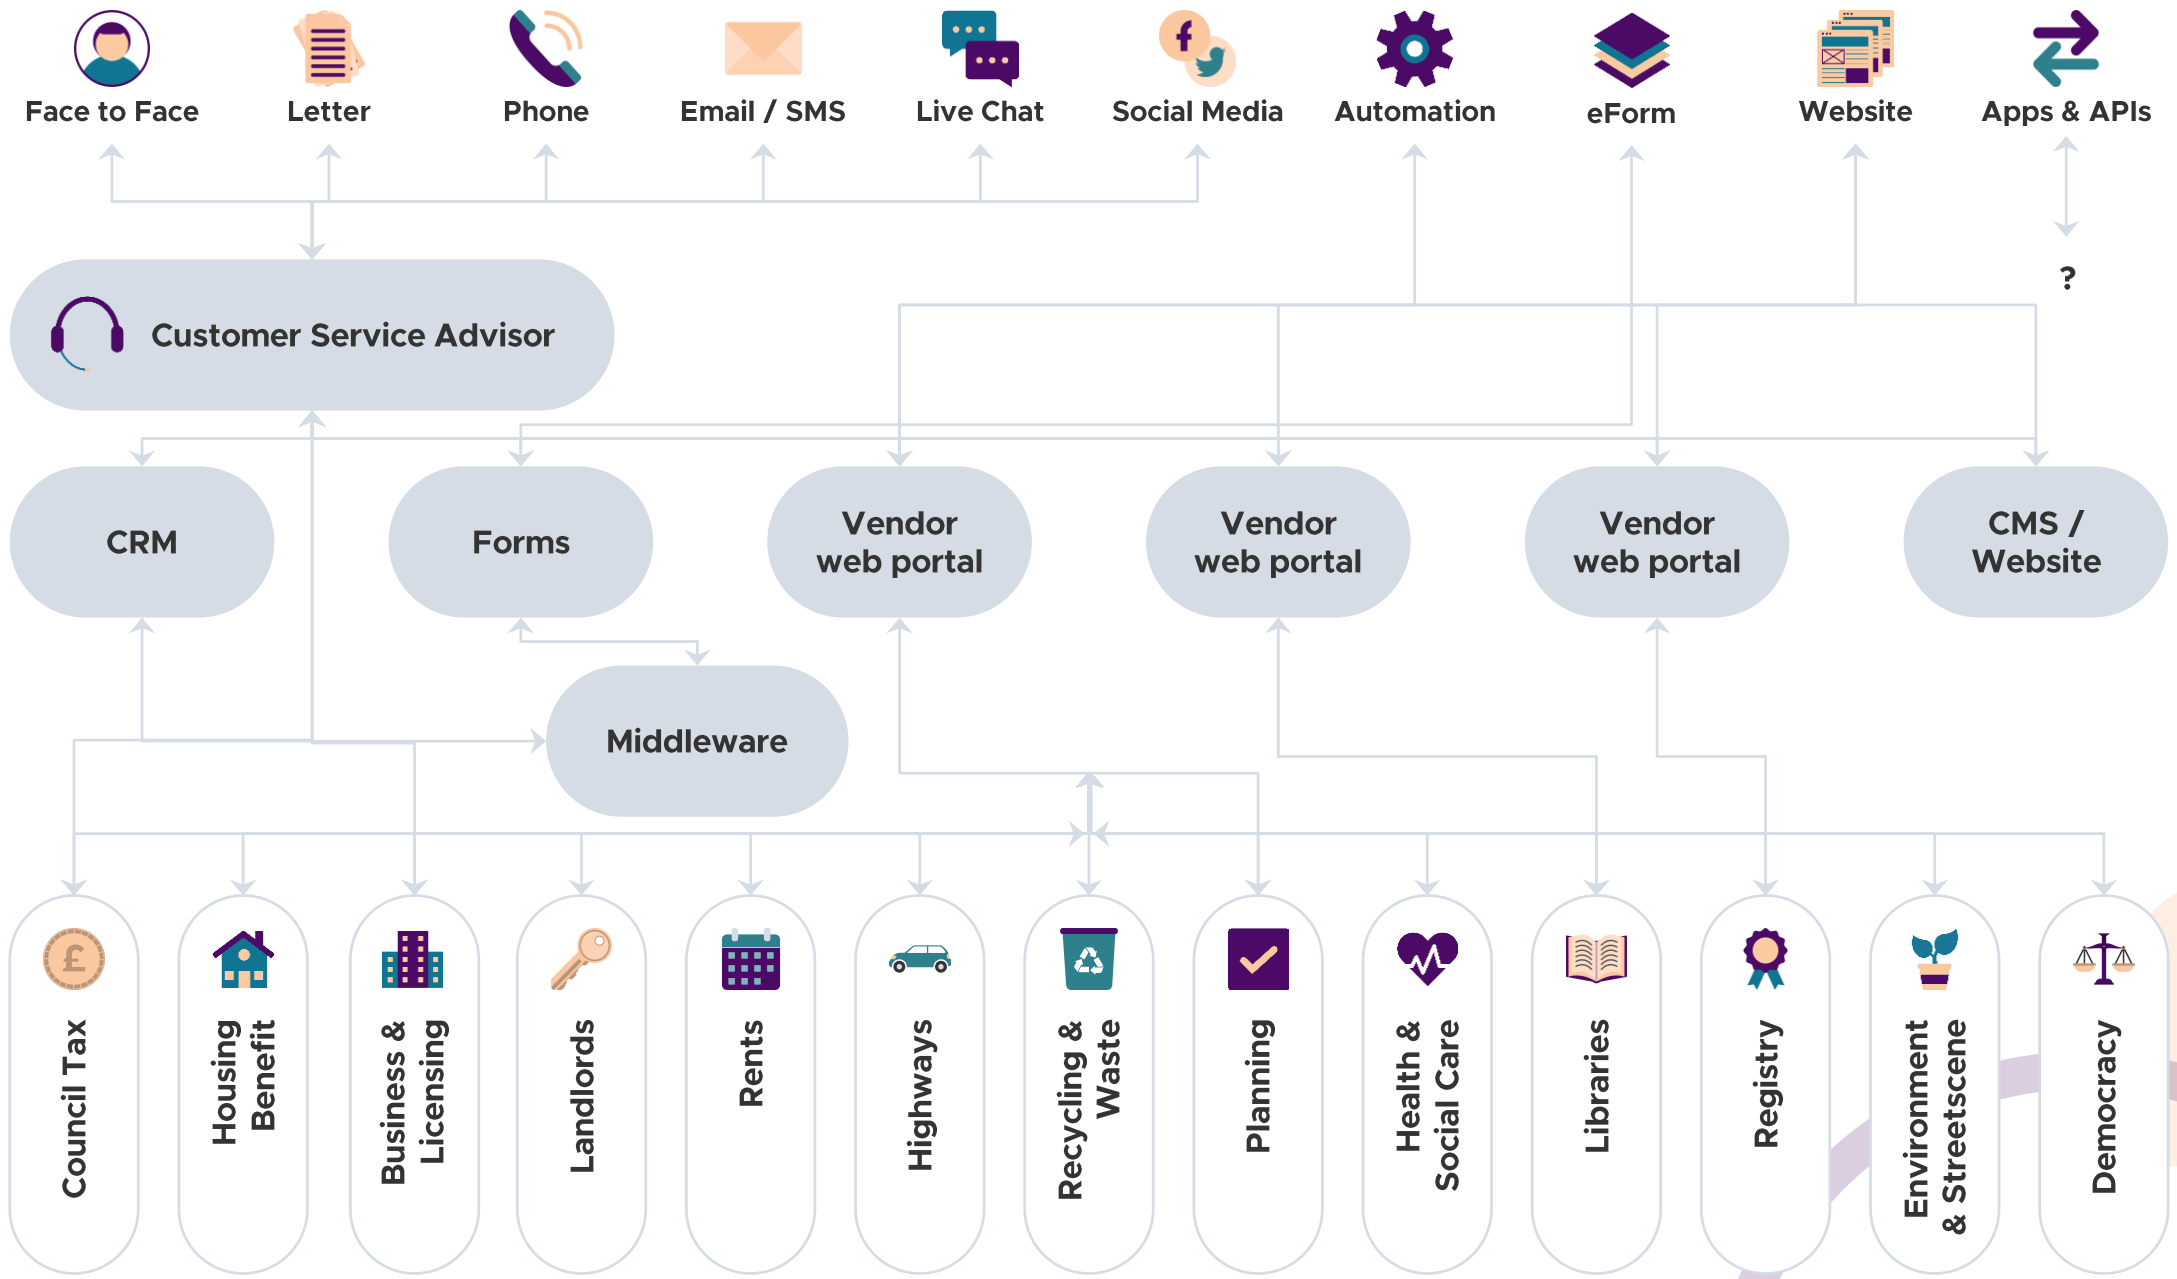 Face to Face
Letter
Phone
Email / SMS
Live Chat
Social Media
Automation
eForm
Website
Apps & APIs
?
Customer Service Advisor
CRM
Forms
Vendor
web portal
Vendor
web portal
Vendor
web portal
CMS /
Website
Middleware
£
Council Tax
Housing
Benefit
Business &
Licensing
Landlords
Rents
Highways
Recycling &
Waste
Planning
Health &
Social Care
Libraries
Registry
Environment
& Streetscene
Democracy